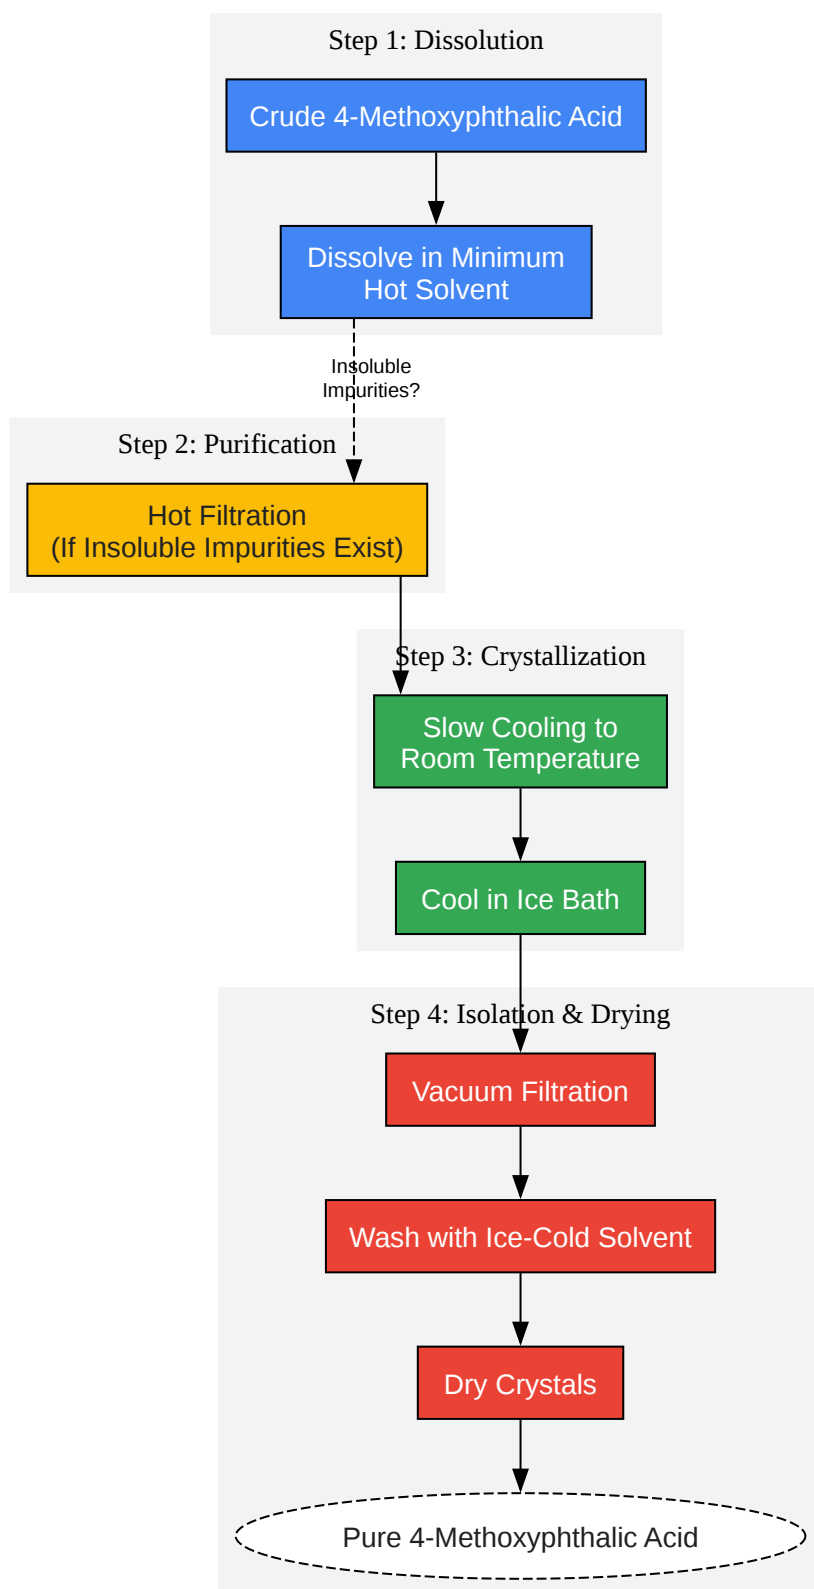 Step 1: Dissolution
Crude 4-Methoxyphthalic Acid
Dissolve in Minimum
Hot Solvent
Insoluble
Impurities?
Step 2: Purification
Hot Filtration
(If Insoluble Impurities Exist)
Step 3: Crystallization
Slow Cooling to
Room Temperature
Cool in Ice Bath
Step 4: Isolation & Drying
Vacuum Filtration
Wash with Ice-Cold Solvent
Dry Crystals
Pure 4-Methoxyphthalic Acid